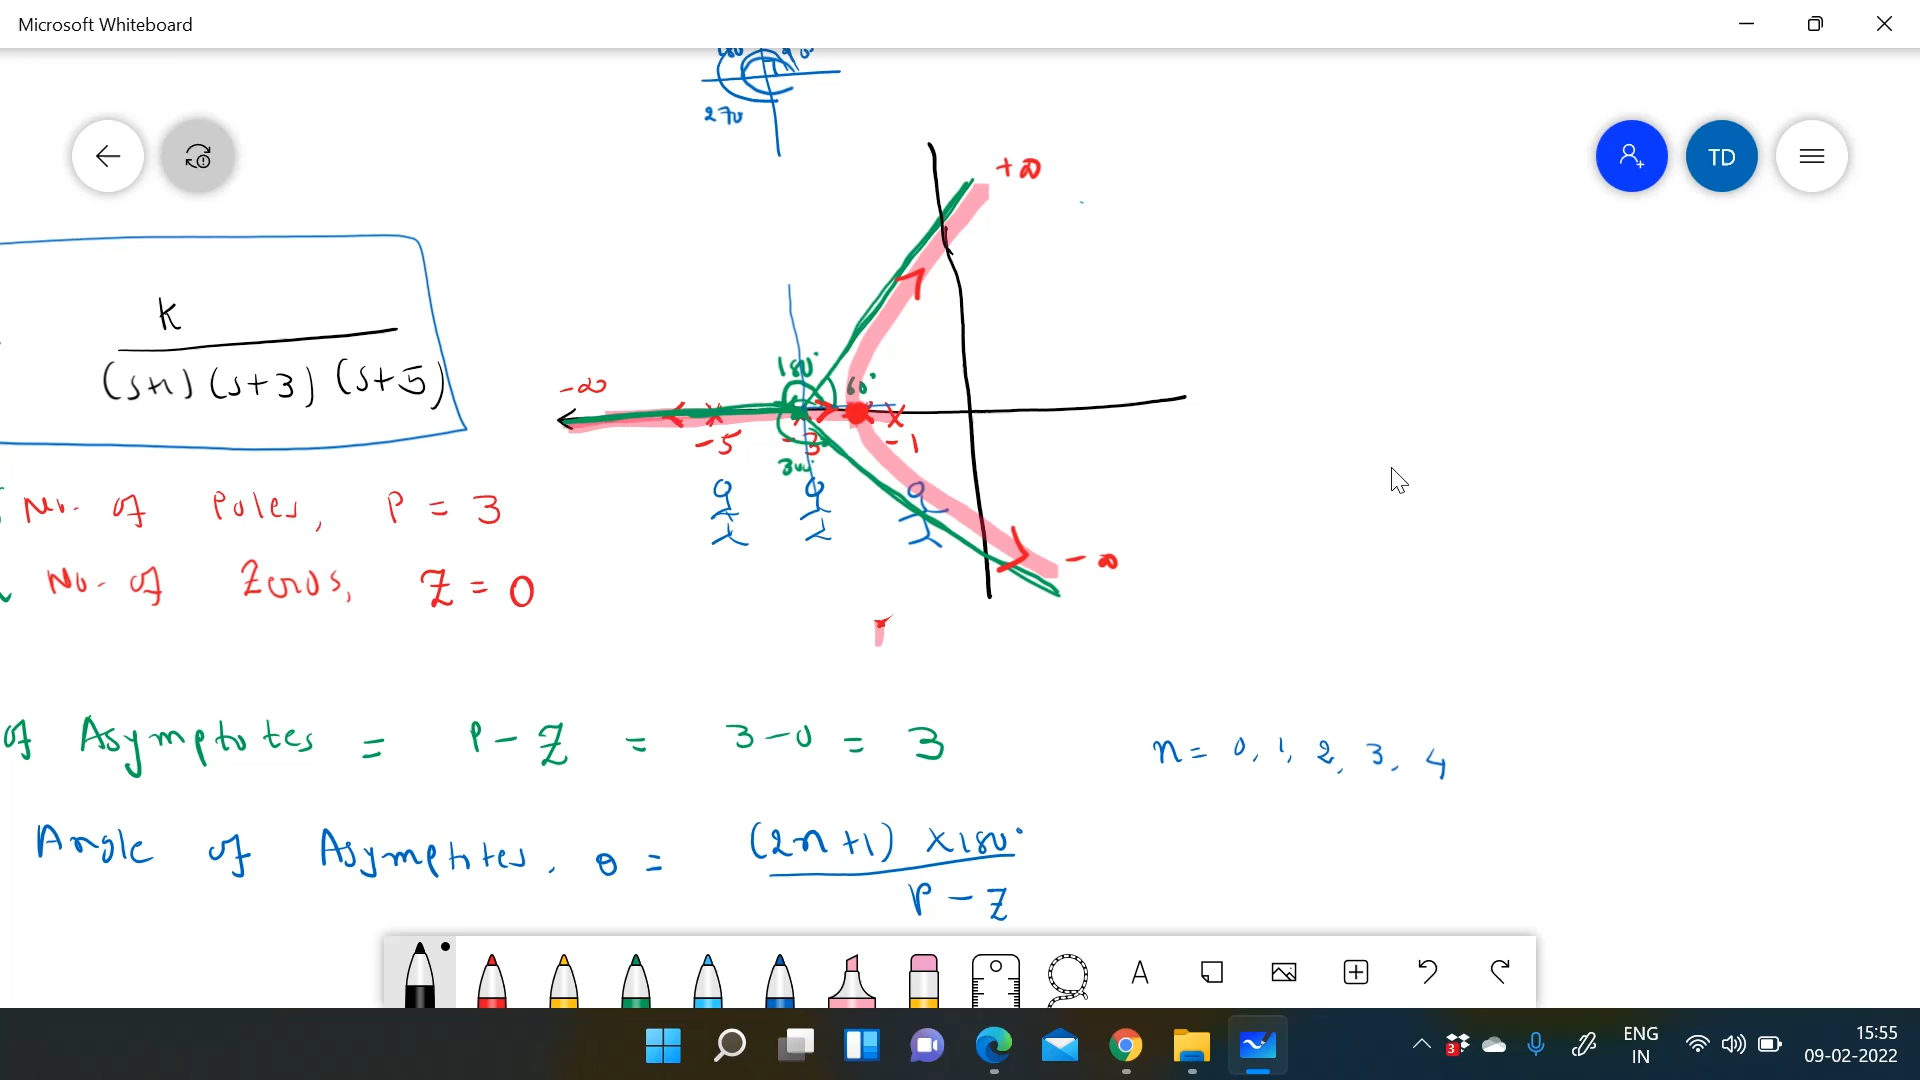 Microsoft Whiteboard
270
+∞
TD
k
(s+1) (s+3) (s+5)
-∞
180°
60°
-5 -3 -1
300
No. of Poles, P = 3
No. of Zeros, Z = 0
of Asymptotes = P - Z = 3 - 0 = 3
-∞
n = 0, 1, 2, 3, 4
Angle of Asymptotes, θ = (2n+1) × 180°
P - Z
A
3
ENG
IN
15:55
09-02-2022